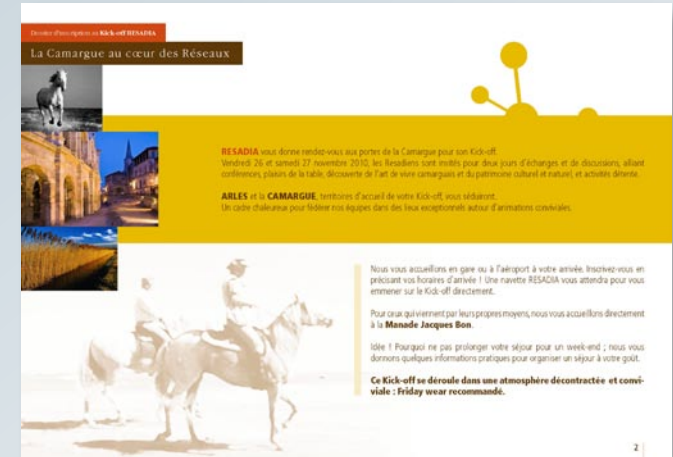 Dossier d'inscription au Kick-off RESADIA
La Camargue au cœur des Réseaux
RESADIA vous donne rendez-vous aux portes de la Camargue pour son Kick-off.
Vendredi 26 et samedi 27 novembre 2010, les Resadiens sont invités pour deux jours d'échanges et de discussions, alliant
conférences, plaisirs de la table, découverte de l'art de vivre camarguais et du patrimoine culturel et naturel, et activités détente.
ARLES et la CAMARGUE, territoires d'accueil de votre Kick-off, vous séduiront.
Un cadre chaleureux pour fédérer nos équipes dans des lieux exceptionnels autour d'animations conviviales.
Nous vous accueillons en gare ou à l'aéroport à votre arrivée. Inscrivez-vous en
précisant vos horaires d'arrivée ! Une navette RESADIA vous attendra pour vous
emmener sur le Kick-off directement.
Pour ceux qui viennent par leurs propres moyens, nous vous accueillons directement
à la Manade Jacques Bon.
Idée ! Pourquoi ne pas prolonger votre séjour pour un week-end ; nous vous
donnons quelques informations pratiques pour organiser un séjour à votre goût.
Ce Kick-off se déroule dans une atmosphère décontractée et convi-
viale : Friday wear recommandé.
2